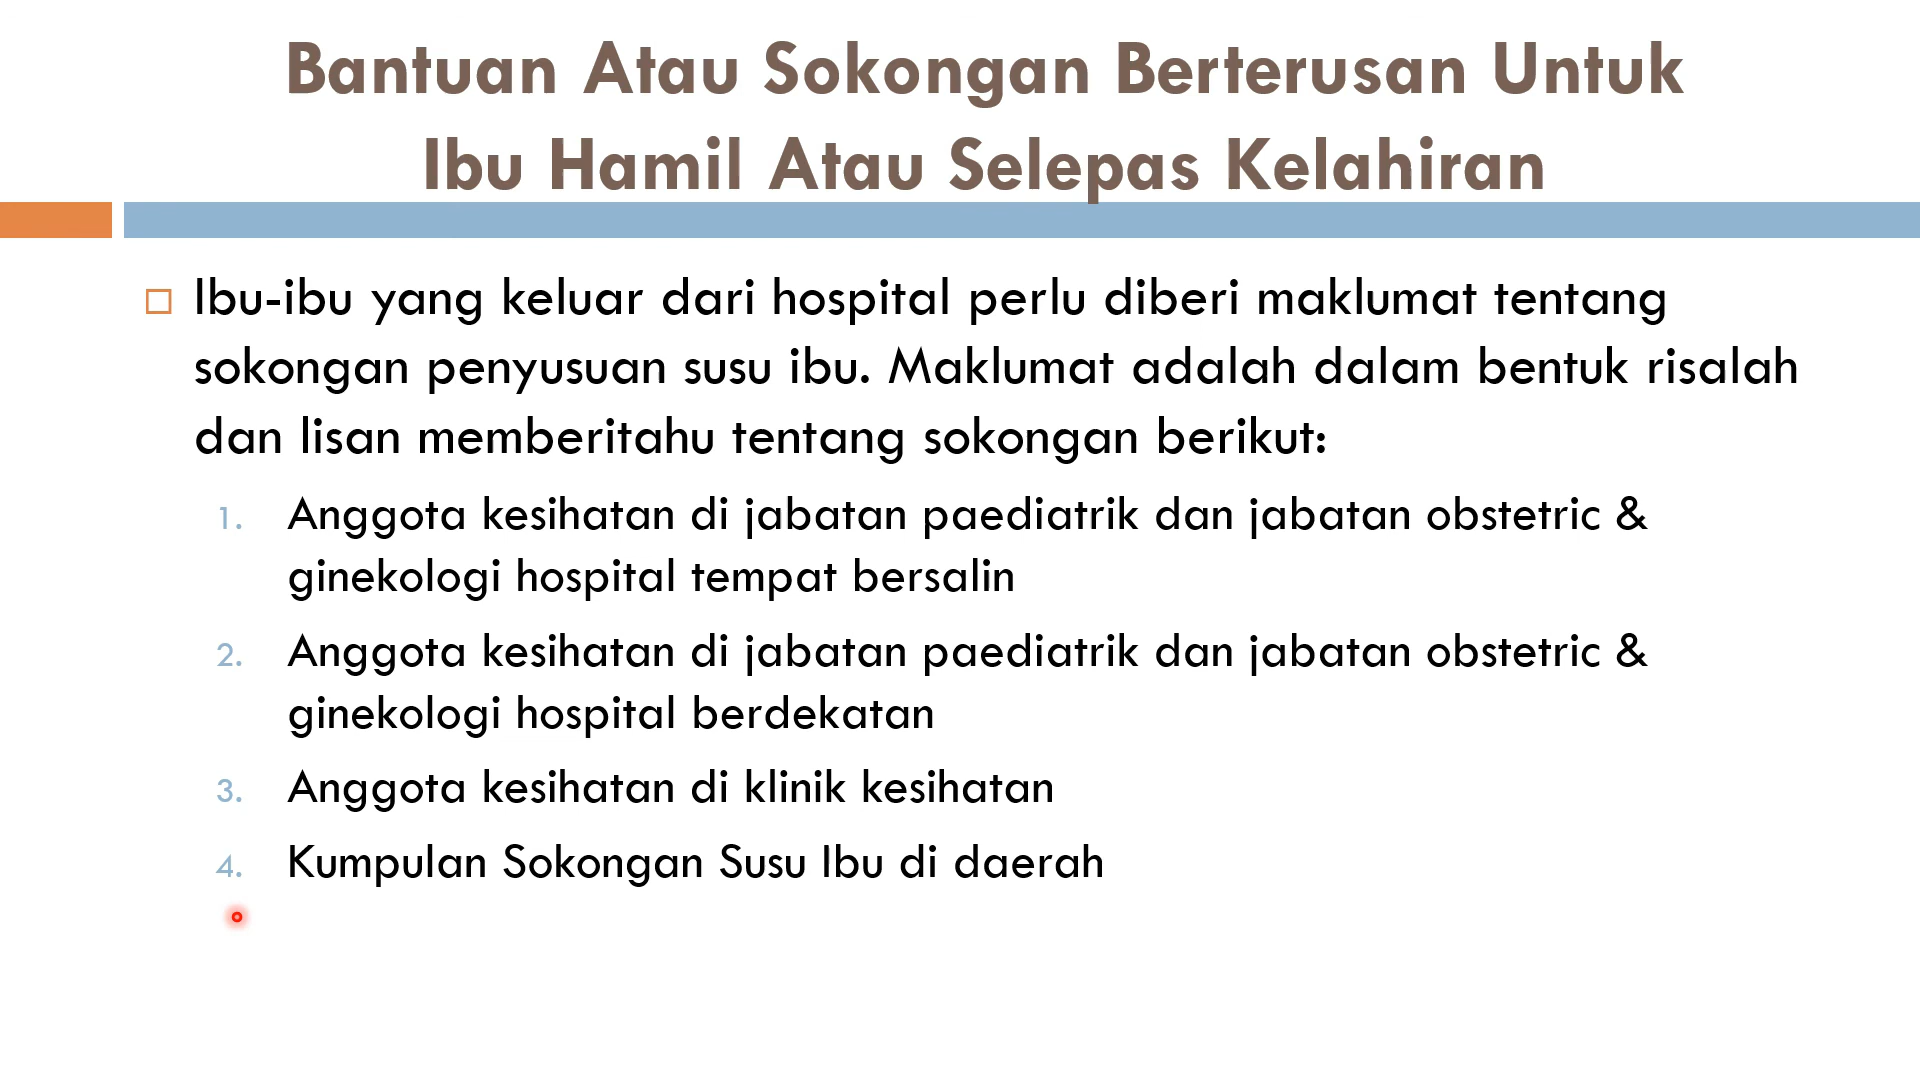 Bantuan Atau Sokongan Berterusan Untuk
Ibu Hamil Atau Selepas Kelahiran
Ibu-ibu yang keluar dari hospital perlu diberi maklumat tentang
sokongan penyusuan susu ibu. Maklumat adalah dalam bentuk risalah
dan lisan memberitahu tentang sokongan berikut:
1. Anggota kesihatan di jabatan paediatrik dan jabatan obstetric &
ginekologi hospital tempat bersalin
2. Anggota kesihatan di jabatan paediatrik dan jabatan obstetric &
ginekologi hospital berdekatan
3. Anggota kesihatan di klinik kesihatan
4. Kumpulan Sokongan Susu Ibu di daerah